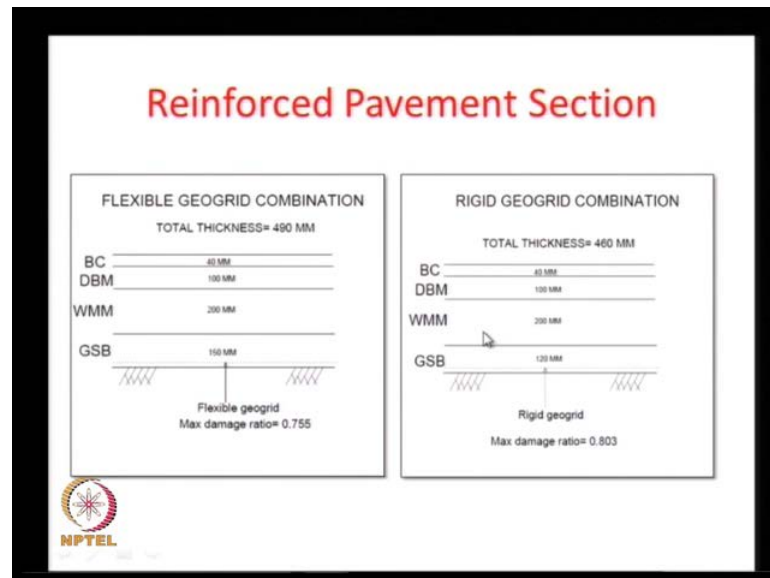 Reinforced Pavement Section
FLEXIBLE GEOGRID COMBINATION
TOTAL THICKNESS= 490 MM
BC
40 MM
DBM
100 MM
WMM
200 MM
GSB
150 MM
Flexible geogrid
Max damage ratio= 0.755
RIGID GEOGRID COMBINATION
TOTAL THICKNESS= 460 MM
BC
40 MM
DBM
100 MM
WMM
200 MM
GSB
120 MM
Rigid geogrid
Max damage ratio= 0.803
NPTEL